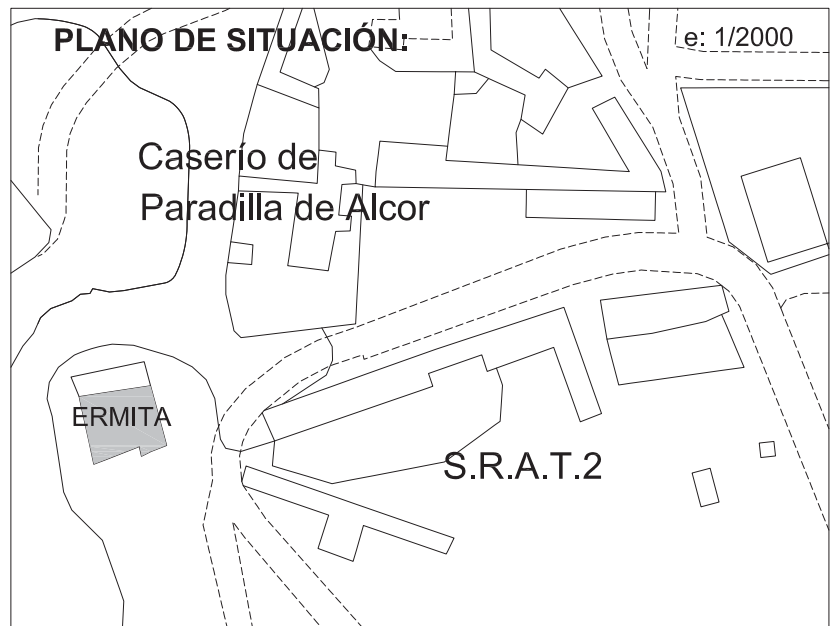 PLANO DE SITUACIÓN:
e: 1/2000
Caserío de
Paradilla de Alcor
ERMITA
S.R.A.T.2